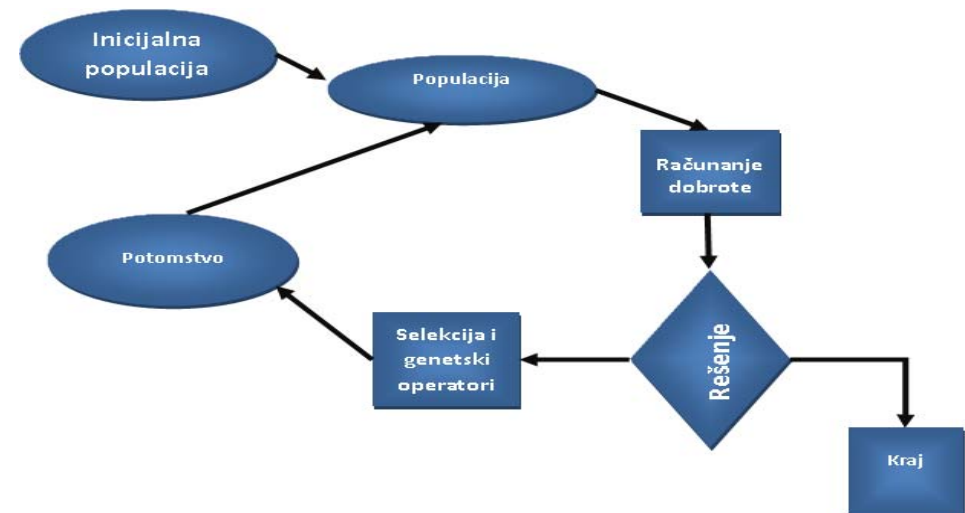 Inicijalna
populacija
Populacija
Računanje
dobrote
Potomstvo
Selekcija i
genetski
operatori
Rešenje
Kraj